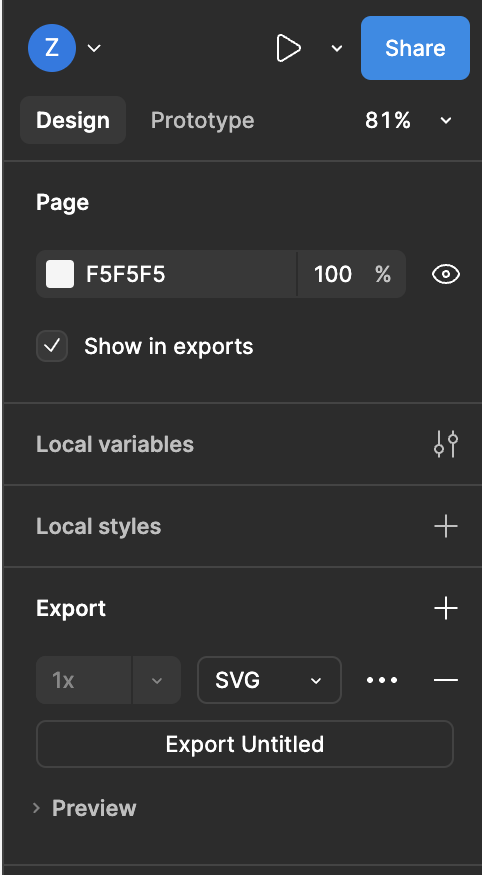 Z
Share
Design Prototype 81%
Page
F5F5F5 100 %
Show in exports
Local variables
Local styles
Export
1x SVG
Export Untitled
Preview